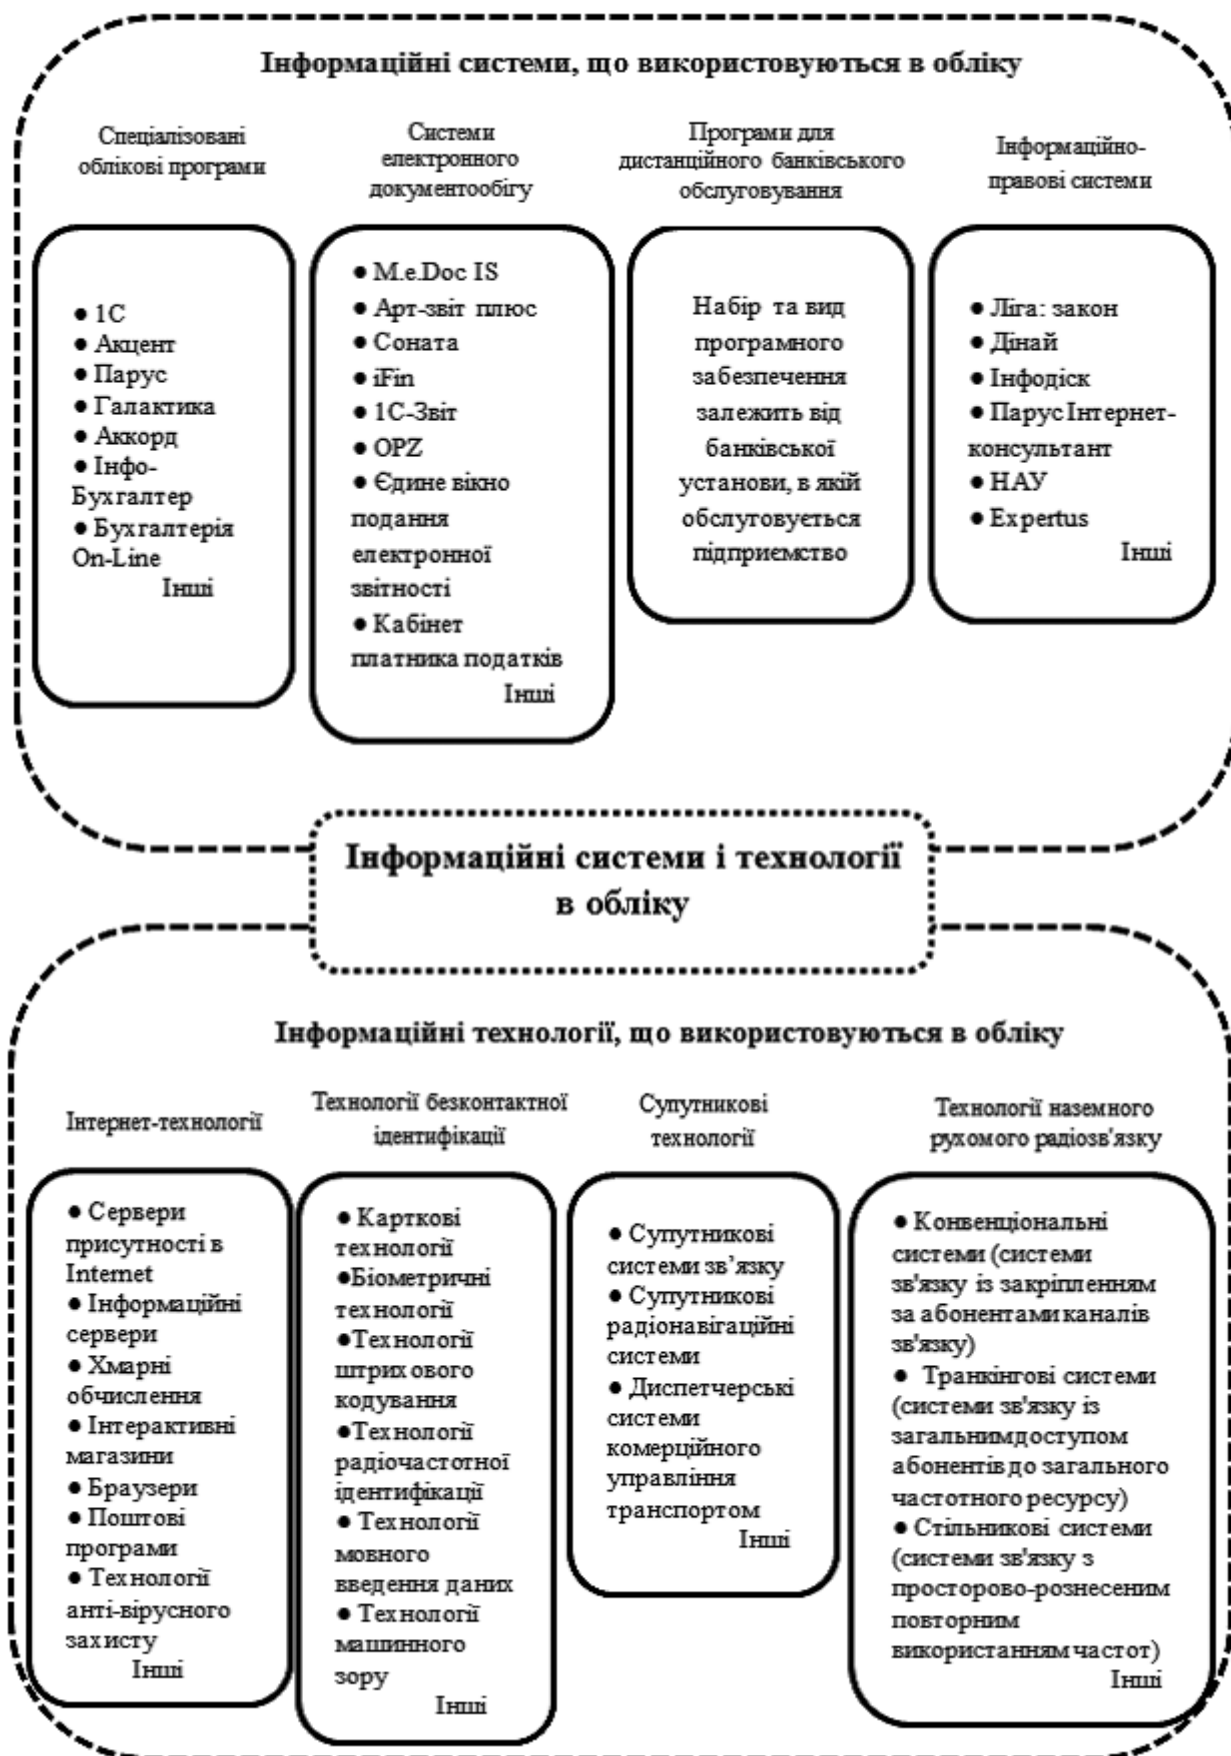 Інформаційні системи, що використовуються в обліку
Спеціалізовані
облікові програми
Системи
електронного
документообігу
Програми для
дистанційного банківського
обслуговування
Інформаційно-
правові системи
● 1С
● Акцент
● Парус
● Галактика
● Аккорд
● Інфо-
Бухгалтер
● Бухгалтерія
On-Line
Інші
● M.e.Doc IS
● Арт-звіт плюс
● Соната
● iFin
● 1С-Звіт
● OPZ
● Єдине вікно
подання
електронної
звітності
● Кабінет
платника податків
Інші
Набір та вид
програмного
забезпечення
залежить від
банківської
установи, в якій
обслуговується
підприємство
● Ліга: закон
● Дінай
● Інфодіск
● Парус Інтернет-
консультант
● НАУ
● Expertus
Інші
Інформаційні системи і технології
в обліку
Інформаційні технології, що використовуються в обліку
Інтернет-технології
Технології безконтактної
ідентифікації
Супутникові
технології
Технології наземного
рухомого радіозв'язку
● Сервери
присутності в
Internet
● Інформаційні
сервери
● Хмарні
обчислення
● Інтерактивні
магазини
● Браузери
● Поштові
програми
● Технології
анті-вірусного
захисту
Інші
● Карткові
технології
●Біометричні
технології
●Технології
штрих ового
кодування
●Технології
радіочастотної
ідентифікації
● Технології
мовного
введення даних
● Технології
машинного
зору
Інші
● Супутникові
системи зв’язку
● Супутникові
радіонавігаційні
системи
● Диспетчерські
системи
комерційного
управління
транспортом
Інші
● Конвенціональні
системи (системи
зв'язку із закріпленням
за абонентами каналів
зв'язку)
● Транкінгові системи
(системи зв'язку із
загальним доступом
абонентів до загального
частотного ресурсу)
● Стільникові системи
(системи зв'язку з
просторово-рознесеним
повторним
використанням частот)
Інші